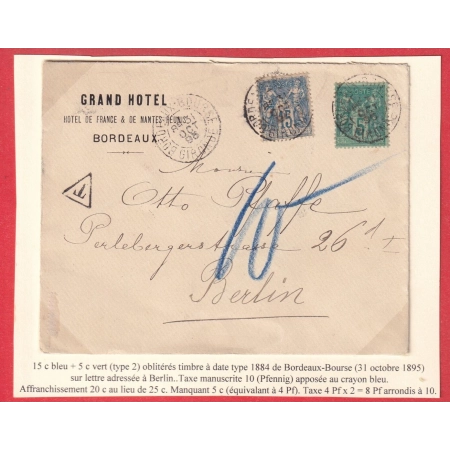 GRAND HOTEL
HOTEL DE FRANCE & DE NANTES-RÉUNIS
BORDEAUX
T
Monsieur
Otto Pfaffe
Perlebergerstrasse 26 I
Berlin
10
15 c bleu + 5 c vert (type 2) oblitérés timbre à date type 1884 de Bordeaux-Bourse (31 octobre 1895)
sur lettre adressée à Berlin..Taxe manuscrite 10 (Pfennig) apposée au crayon bleu.
Affranchissement 20 c au lieu de 25 c. Manquant 5 c (équivalant à 4 Pf). Taxe 4 Pf x 2 = 8 Pf arrondis à 10.